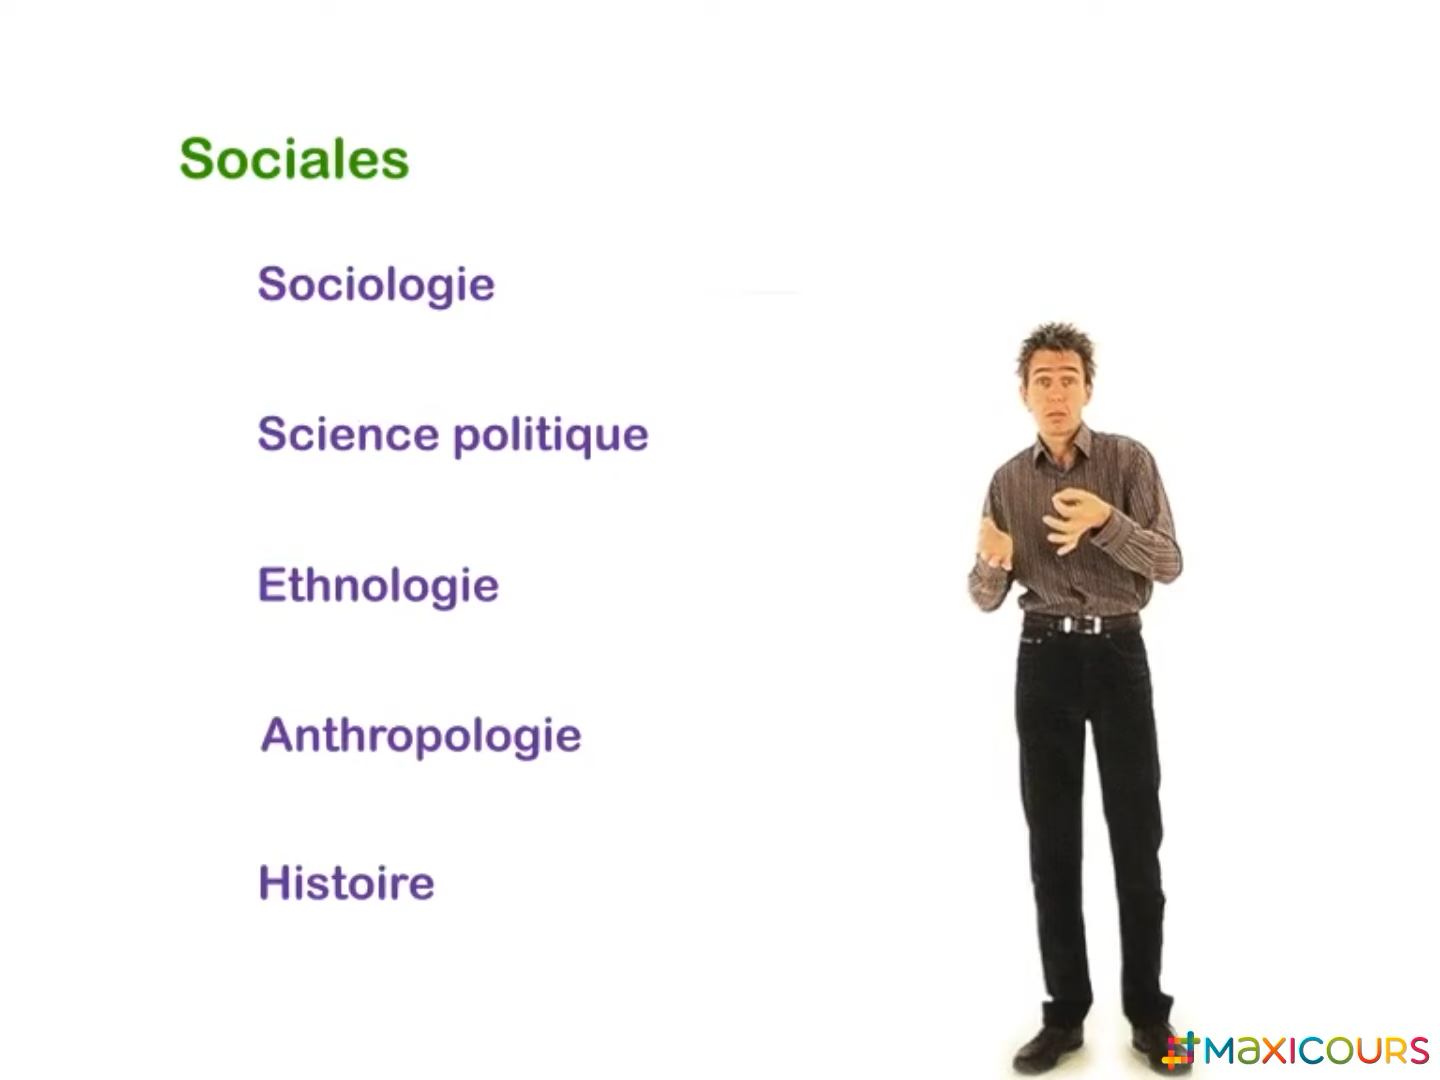 Sociales
Sociologie
Science politique
Ethnologie
Anthropologie
Histoire
MAXICOURS